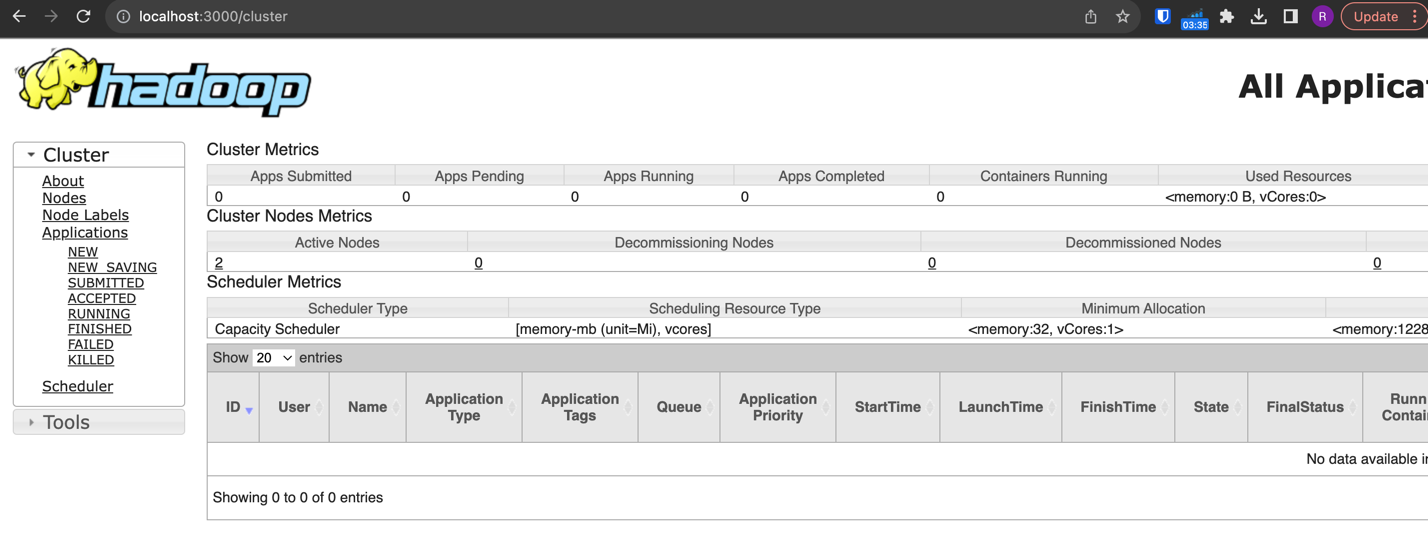 localhost:3000/cluster
03:35
R
Update
hadoop
All Applica
Cluster
About
Nodes
Node Labels
Applications
NEW
NEW_SAVING
SUBMITTED
ACCEPTED
RUNNING
FINISHED
FAILED
KILLED
Scheduler
Tools
Cluster Metrics
Apps Submitted Apps Pending Apps Running Apps Completed Containers Running Used Resources
0 0 0 0 0 <memory:0 B, vCores:0>
Cluster Nodes Metrics
Active Nodes Decommissioning Nodes Decommissioned Nodes
2 0 0 0
Scheduler Metrics
Scheduler Type Scheduling Resource Type Minimum Allocation
Capacity Scheduler [memory-mb (unit=Mi), vcores] <memory:32, vCores:1> <memory:1228
Show 20 entries
ID User Name Application Type Application Tags Queue Application Priority StartTime LaunchTime FinishTime State FinalStatus Runn Contai
No data available i
Showing 0 to 0 of 0 entries